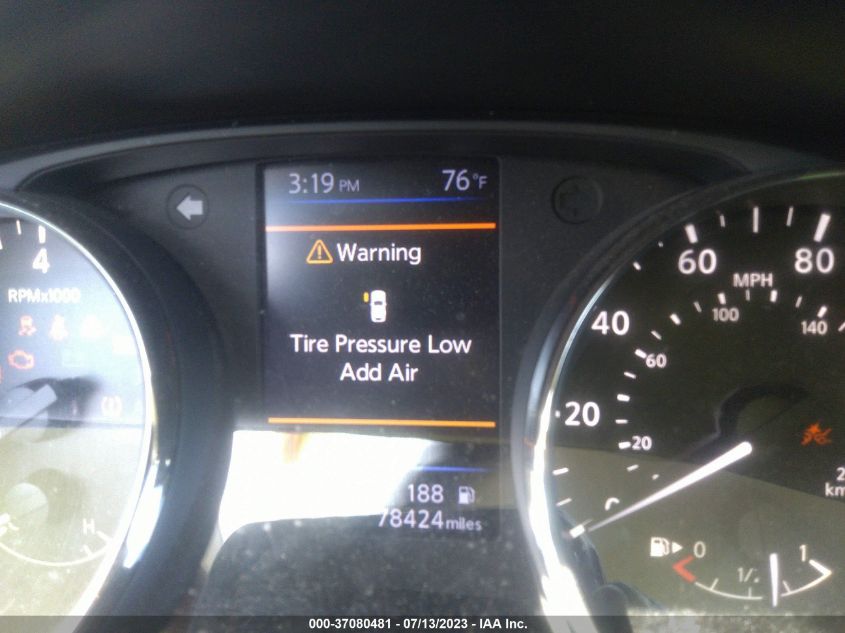 3:19 PM 76°F
Warning
Tire Pressure Low
Add Air
188
78424 miles
4
RPMx1000
H
20
40
60
80
MPH
20
60
100
140
0
0 1/2 1
000-37080481 - 07/13/2023 - IAA Inc.